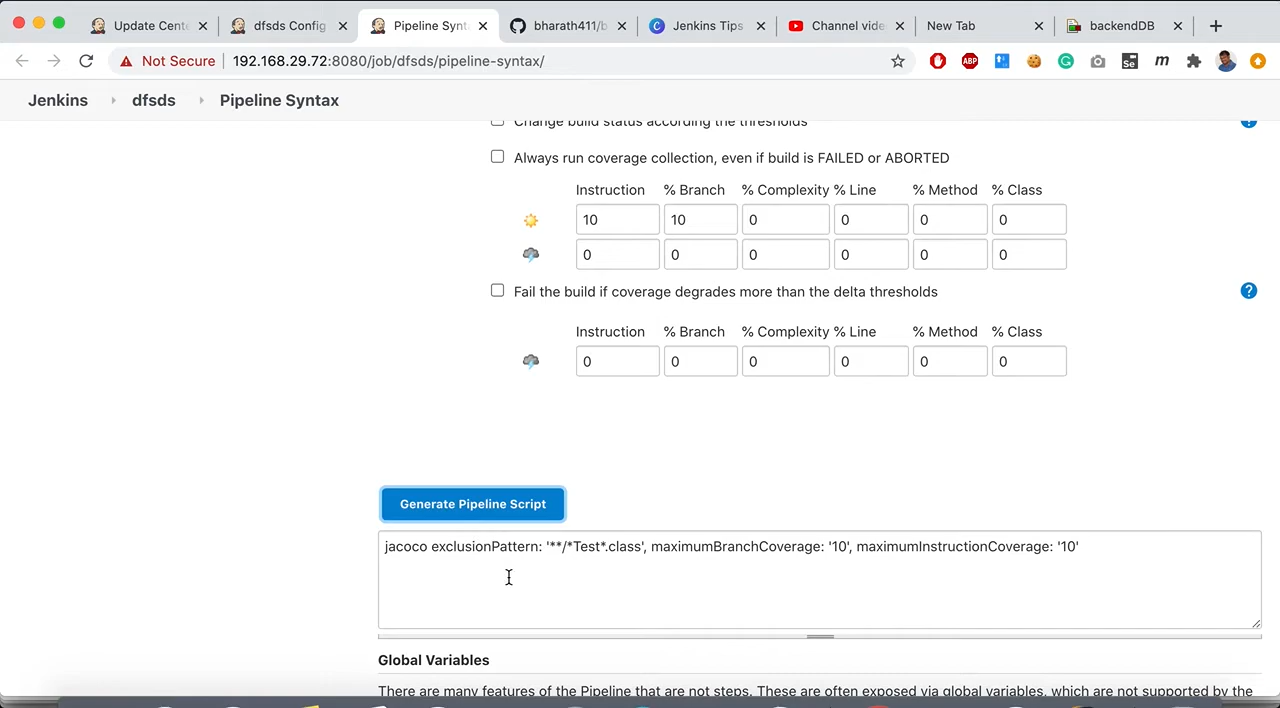 Update Cente
dfsds Config
Pipeline Synt
bharath411/b
Jenkins Tips
Channel vide
New Tab
backendDB
Not Secure
192.168.29.72:8080/job/dfsds/pipeline-syntax/
ABP
Se
m
Jenkins
dfsds
Pipeline Syntax
Change build status according the thresholds
?
Always run coverage collection, even if build is FAILED or ABORTED
Instruction % Branch % Complexity % Line % Method % Class
10 10 0 0 0 0
0 0 0 0 0 0
Fail the build if coverage degrades more than the delta thresholds
?
Instruction % Branch % Complexity % Line % Method % Class
0 0 0 0 0 0
Generate Pipeline Script
jacoco exclusionPattern: '**/*Test*.class', maximumBranchCoverage: '10', maximumInstructionCoverage: '10'
Global Variables
There are many features of the Pipeline that are not steps. These are often exposed via global variables, which are not supported by the